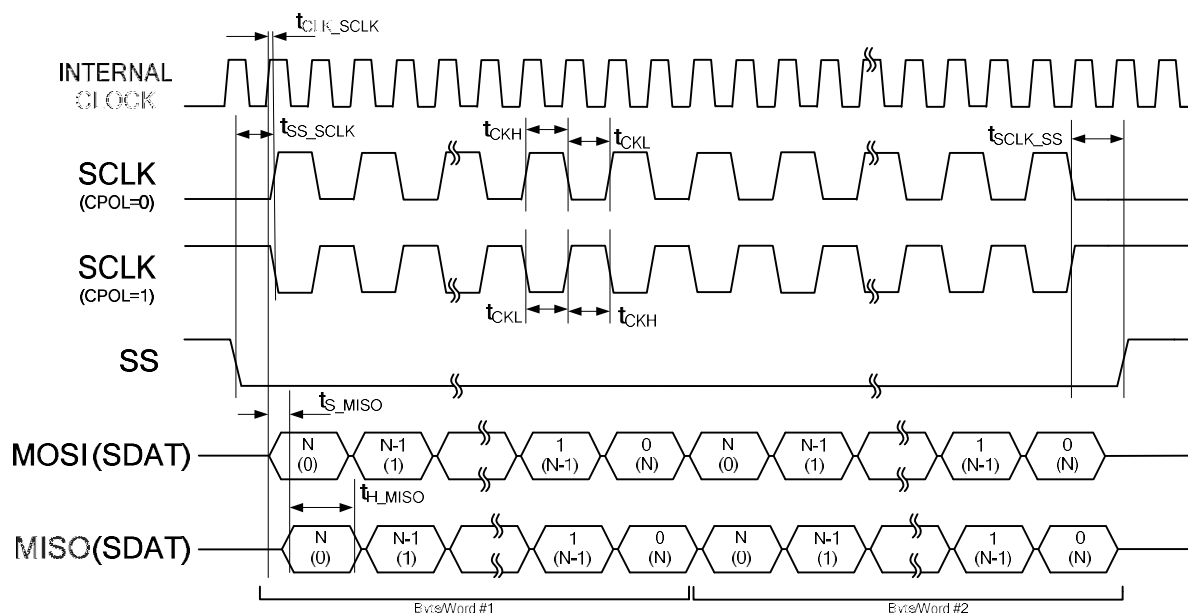 tCLK_SCLK
INTERNAL
CLOCK
tSS_SCLK
tCKH
tCKL
tSCLK_SS
SCLK
(CPOL=0)
SCLK
(CPOL=1)
tCKL
tCKH
SS
tS_MISO
MOSI(SDAT)
N N-1 1 0 N N-1 1 0
(0) (1) (N-1) (N) (0) (1) (N-1) (N)
tH_MISO
MISO(SDAT)
N N-1 1 0 N N-1 1 0
(0) (1) (N-1) (N) (0) (1) (N-1) (N)
Byte/Word #1 Byte/Word #2